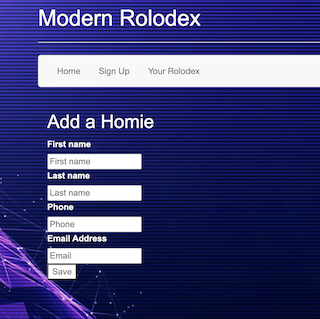 Modern Rolodex
Home Sign Up Your Rolodex
Add a Homie
First name
First name
Last name
Last name
Phone
Phone
Email Address
Email
Save